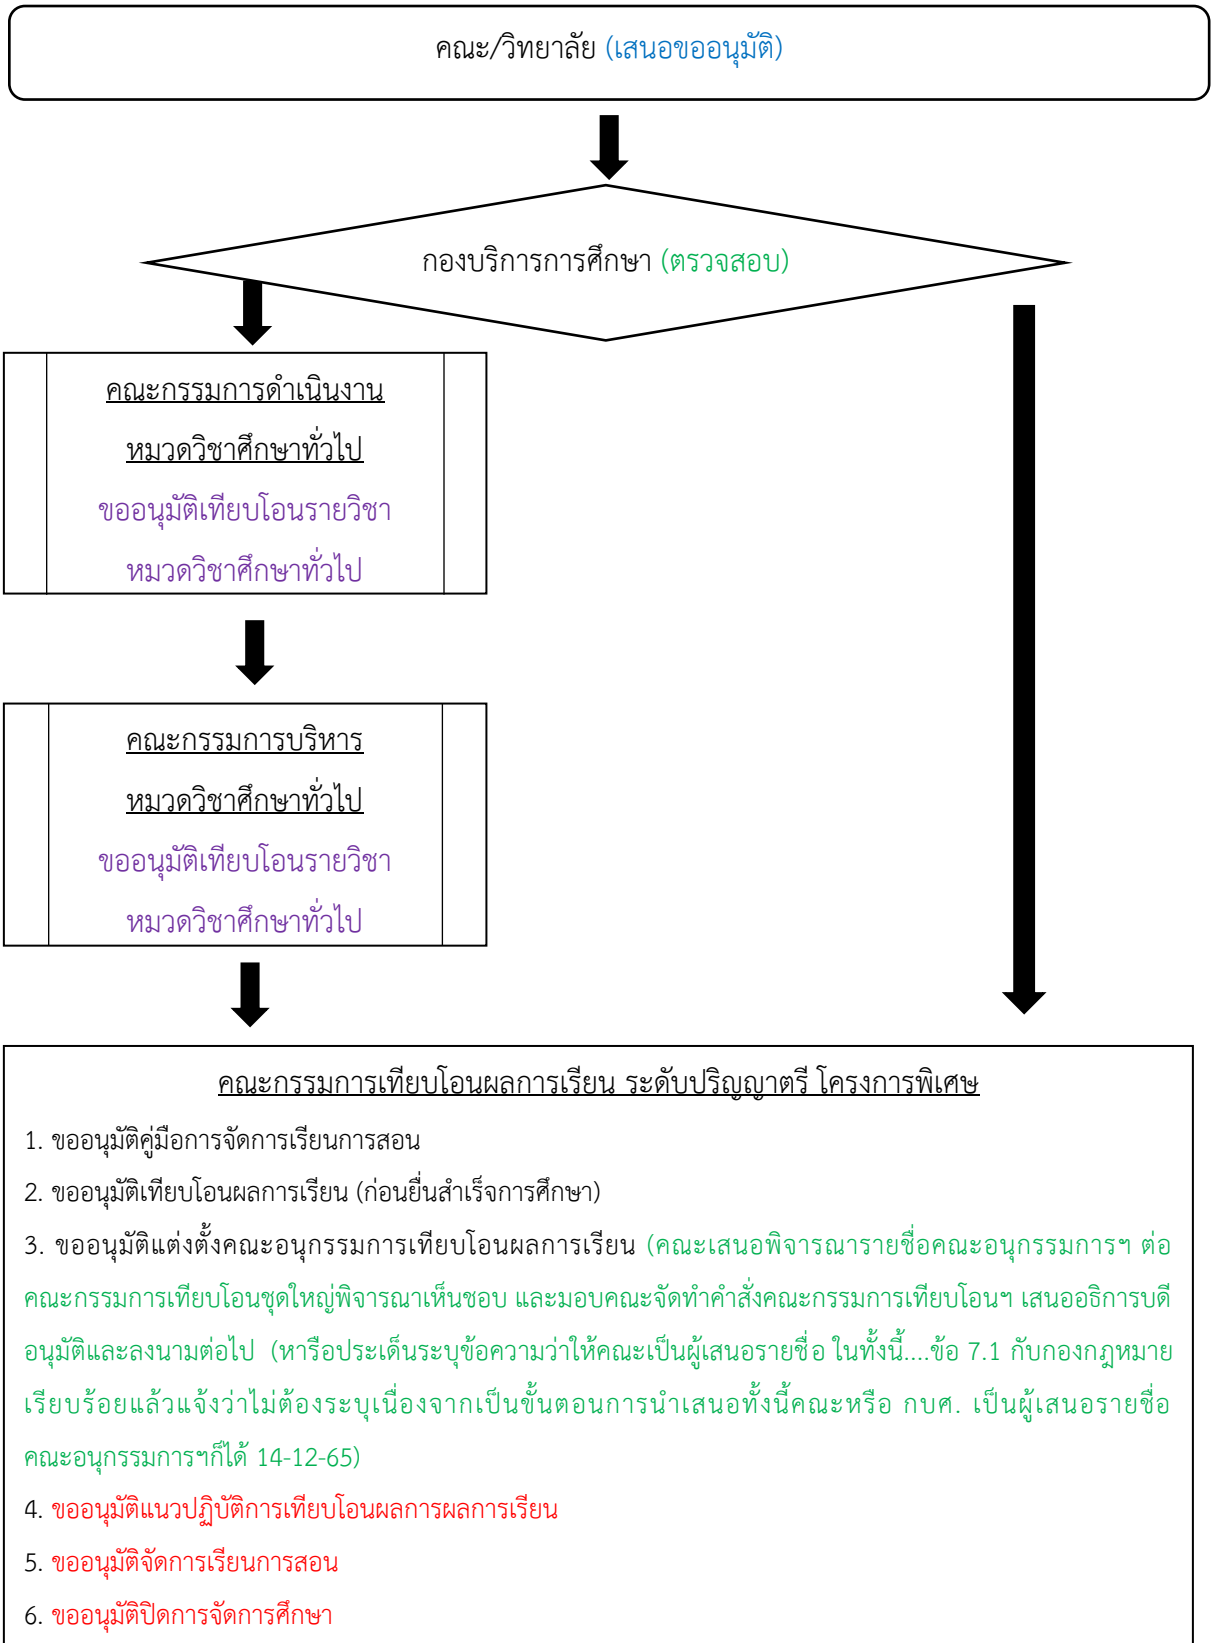 คณะ/วิทยาลัย (เสนอขออนุมัติ)
กองบริการการศึกษา (ตรวจสอบ)
คณะกรรมการดำเนินงาน
หมวดวิชาศึกษาทั่วไป
ขออนุมัติเทียบโอนรายวิชา
หมวดวิชาศึกษาทั่วไป
คณะกรรมการบริหาร
หมวดวิชาศึกษาทั่วไป
ขออนุมัติเทียบโอนรายวิชา
หมวดวิชาศึกษาทั่วไป
คณะกรรมการเทียบโอนผลการเรียน ระดับปริญญาตรี โครงการพิเศษ
1. ขออนุมัติคู่มือการจัดการเรียนการสอน
2. ขออนุมัติเทียบโอนผลการเรียน (ก่อนยื่นสำเร็จการศึกษา)
3. ขออนุมัติแต่งตั้งคณะอนุกรรมการเทียบโอนผลการเรียน (คณะเสนอพิจารณารายชื่อคณะอนุกรรมการฯ ต่อ
คณะกรรมการเทียบโอนชุดใหญ่พิจารณาเห็นชอบ และมอบคณะจัดทำคำสั่งคณะกรรมการเทียบโอนฯ เสนออธิการบดี
อนุมัติและลงนามต่อไป (หารือประเด็นระบุข้อความว่าให้คณะเป็นผู้เสนอรายชื่อ ในทั้งนี้....ข้อ 7.1 กับกองกฎหมาย
เรียบร้อยแล้วแจ้งว่าไม่ต้องระบุเนื่องจากเป็นขั้นตอนการนำเสนอทั้งนี้คณะหรือ กบศ. เป็นผู้เสนอรายชื่อ
คณะอนุกรรมการฯก็ได้ 14-12-65)
4. ขออนุมัติแนวปฏิบัติการเทียบโอนผลการผลการเรียน
5. ขออนุมัติจัดการเรียนการสอน
6. ขออนุมัติปิดการจัดการศึกษา